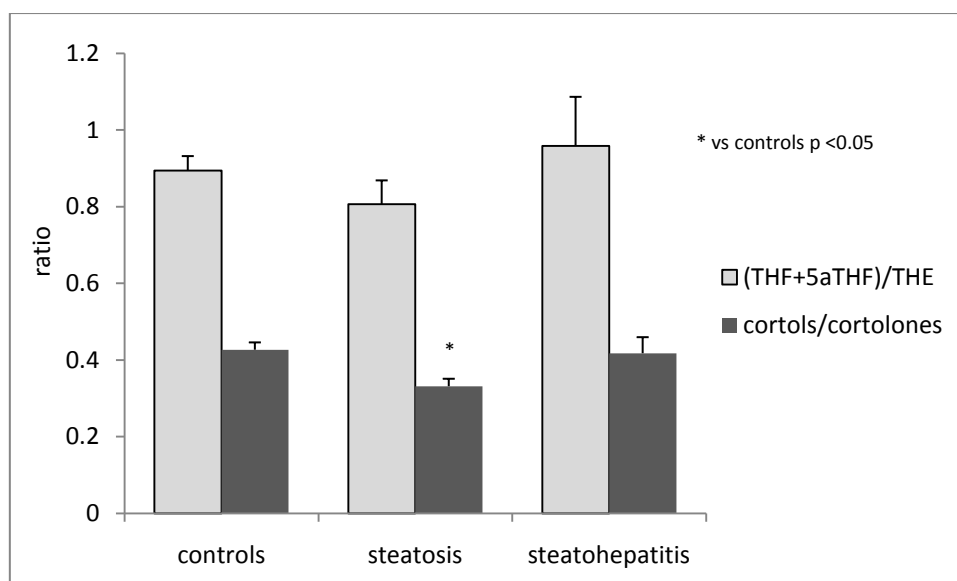 1.2
1
0.8
0.6
0.4
0.2
0
ratio
controls
steatosis
steatohepatitis
*
* vs controls p <0.05
(THF+5aTHF)/THE
cortols/cortolones